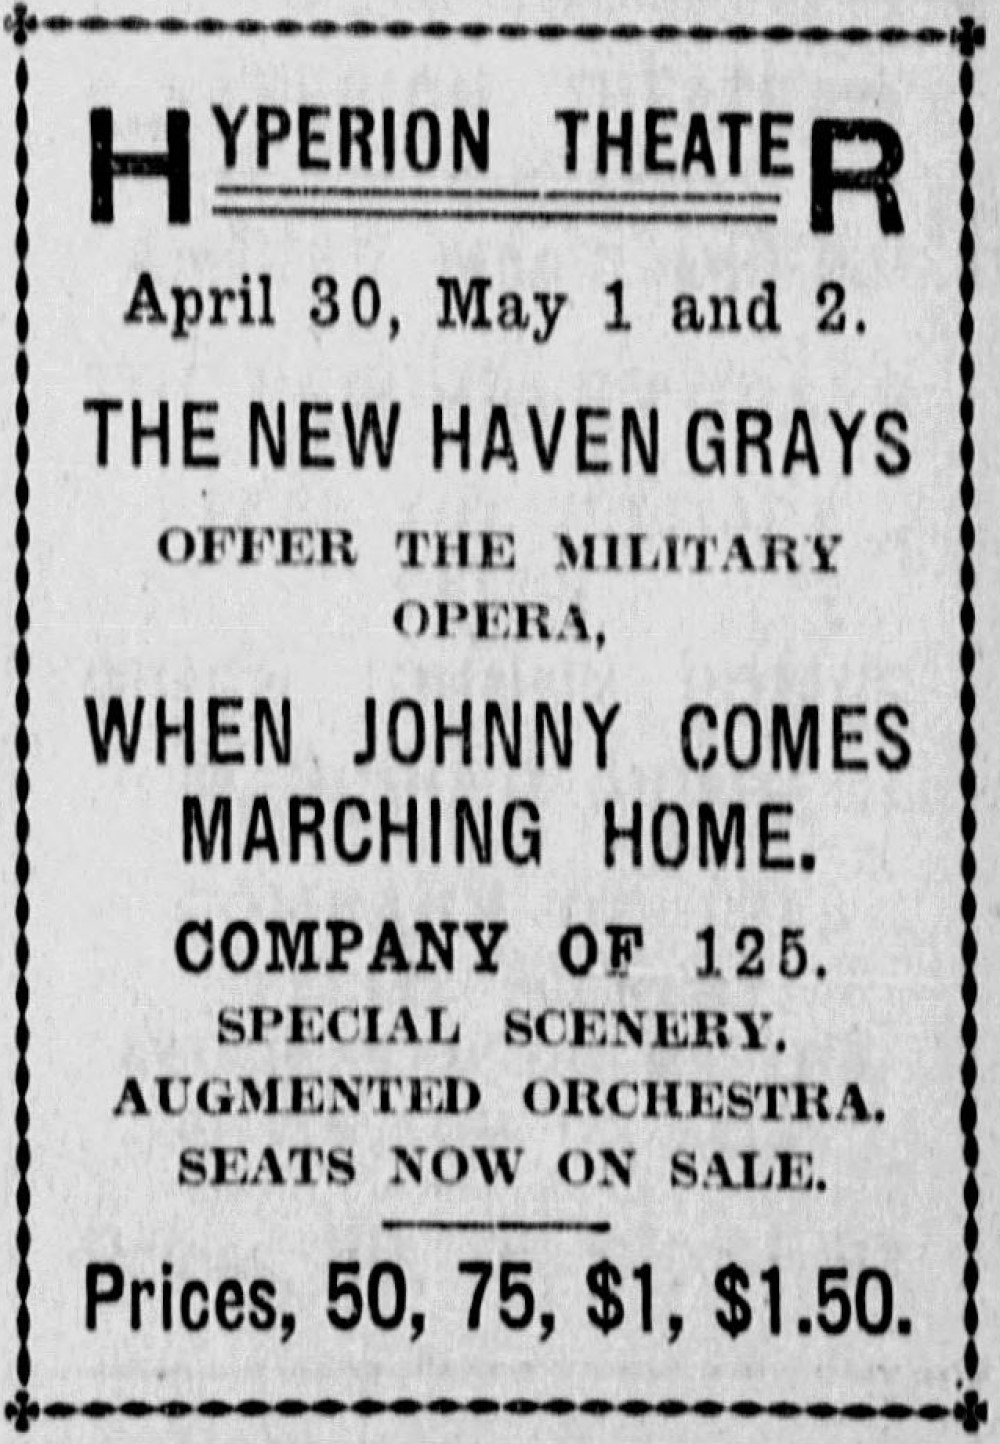 HYPERION THEATER
April 30, May 1 and 2.
THE NEW HAVEN GRAYS
OFFER THE MILITARY
OPERA,
WHEN JOHNNY COMES
MARCHING HOME.
COMPANY OF 125.
SPECIAL SCENERY.
AUGMENTED ORCHESTRA.
SEATS NOW ON SALE.
Prices, 50, 75, $1, $1.50.